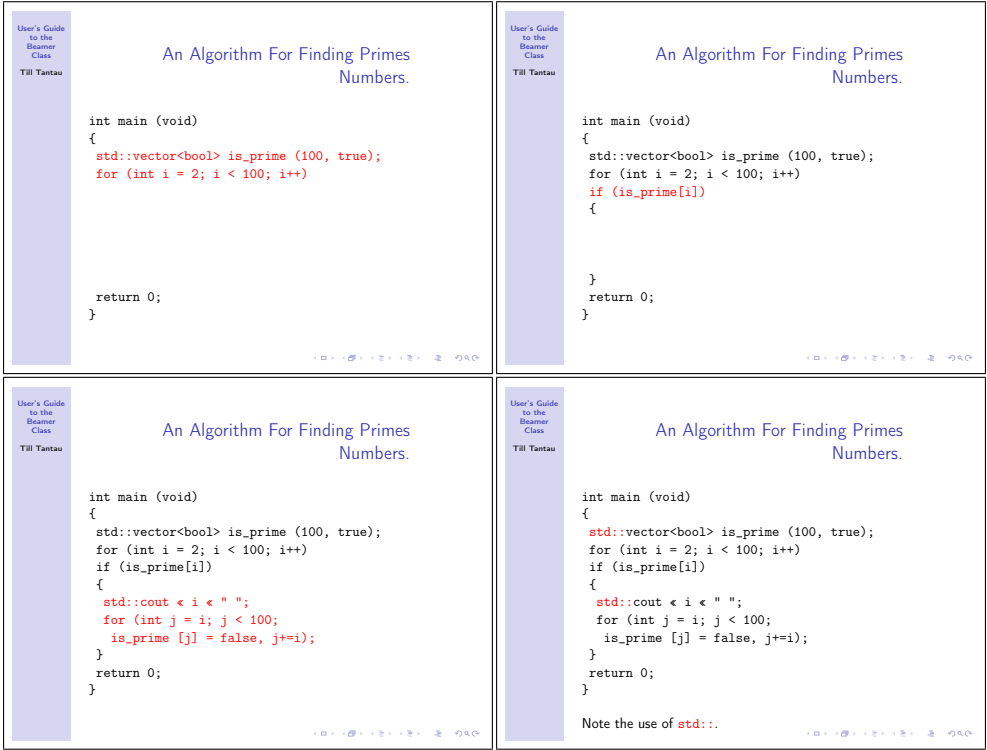 User's Guide
to the
Beamer
Class
Till Tantau
An Algorithm For Finding Primes
Numbers.
int main (void)
{
std::vector<bool> is_prime (100, true);
for (int i = 2; i < 100; i++)
return 0;
}
User's Guide
to the
Beamer
Class
Till Tantau
An Algorithm For Finding Primes
Numbers.
int main (void)
{
std::vector<bool> is_prime (100, true);
for (int i = 2; i < 100; i++)
if (is_prime[i])
{
}
return 0;
}
User's Guide
to the
Beamer
Class
Till Tantau
An Algorithm For Finding Primes
Numbers.
int main (void)
{
std::vector<bool> is_prime (100, true);
for (int i = 2; i < 100; i++)
if (is_prime[i])
{
std::cout « i « " ";
for (int j = i; j < 100;
is_prime [j] = false, j+=i);
}
return 0;
}
User's Guide
to the
Beamer
Class
Till Tantau
An Algorithm For Finding Primes
Numbers.
int main (void)
{
std::vector<bool> is_prime (100, true);
for (int i = 2; i < 100; i++)
if (is_prime[i])
{
std::cout « i « " ";
for (int j = i; j < 100;
is_prime [j] = false, j+=i);
}
return 0;
}
Note the use of std::.